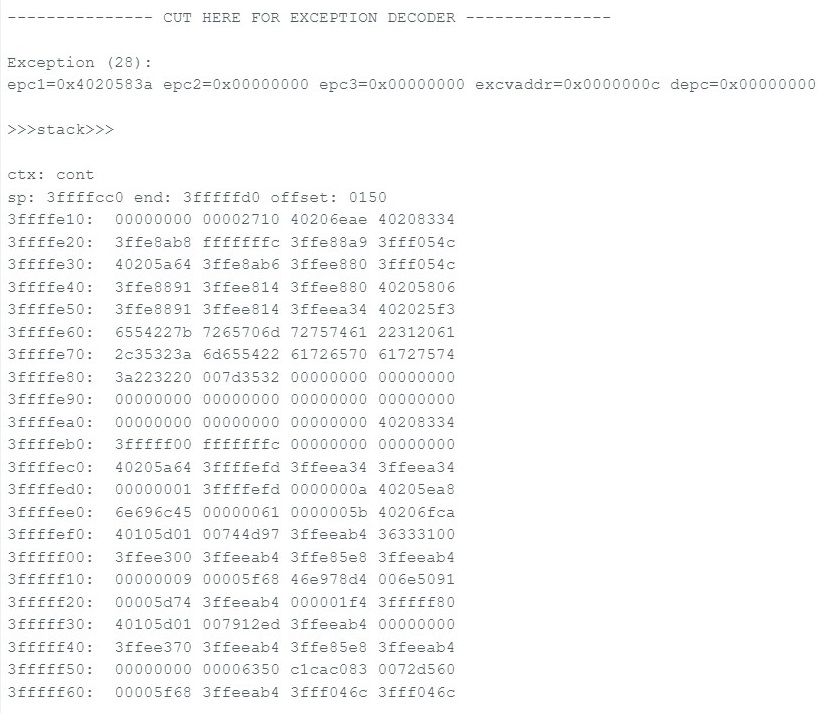 --------------- CUT HERE FOR EXCEPTION DECODER ---------------
Exception (28):
epc1=0x4020583a epc2=0x00000000 epc3=0x00000000 excvaddr=0x0000000c depc=0x00000000
>>>stack>>>
ctx: cont
sp: 3ffffcc0 end: 3fffffd0 offset: 0150
3ffffe10:  00000000 00002710 40206eae 40208334
3ffffe20:  3ffe8ab8 fffffffc 3ffe88a9 3fff054c
3ffffe30:  40205a64 3ffe8ab6 3ffee880 3fff054c
3ffffe40:  3ffe8891 3ffee814 3ffee880 40205806
3ffffe50:  3ffe8891 3ffee814 3ffeea34 402025f3
3ffffe60:  6554227b 7265706d 72757461 22312061
3ffffe70:  2c35323a 6d655422 61726570 61727574
3ffffe80:  3a223220 007d3532 00000000 00000000
3ffffe90:  00000000 00000000 00000000 00000000
3ffffea0:  00000000 00000000 00000000 40208334
3ffffeb0:  3fffff00 fffffffc 00000000 00000000
3ffffec0:  40205a64 3ffffefd 3ffeea34 3ffeea34
3ffffed0:  00000001 3ffffefd 0000000a 40205ea8
3ffffee0:  6e696c45 00000061 0000005b 40206fca
3ffffef0:  40105d01 00744d97 3ffeeab4 36333100
3fffff00:  3ffee300 3ffeeab4 3ffe85e8 3ffeeab4
3fffff10:  00000009 00005f68 46e978d4 006e5091
3fffff20:  00005d74 3ffeeab4 000001f4 3fffff80
3fffff30:  40105d01 007912ed 3ffeeab4 00000000
3fffff40:  3ffee370 3ffeeab4 3ffe85e8 3ffeeab4
3fffff50:  00000000 00006350 c1cac083 0072d560
3fffff60:  00005f68 3ffeeab4 3fff046c 3fff046c